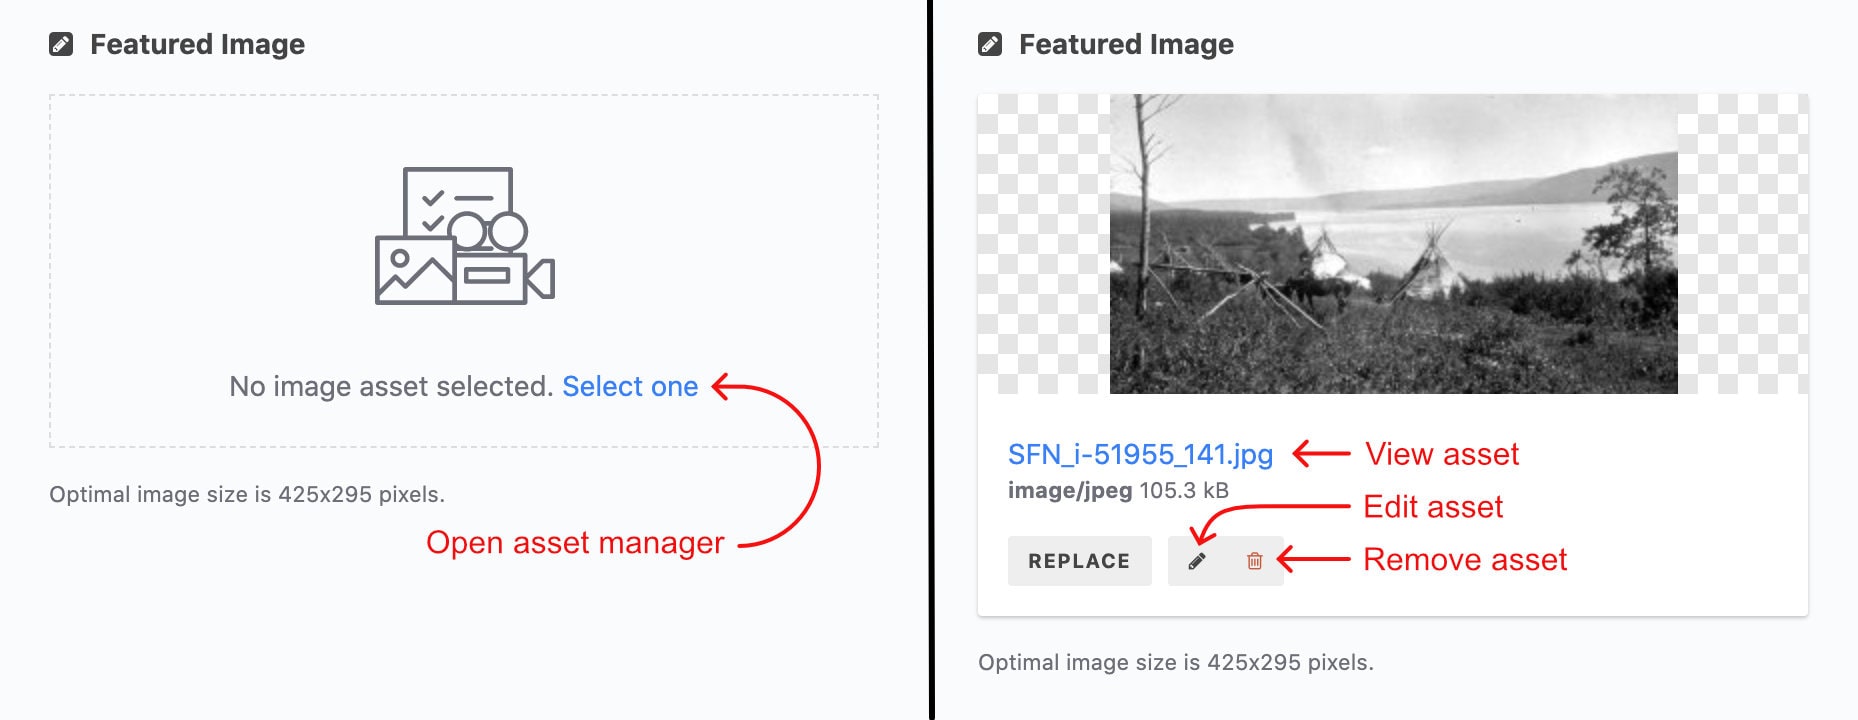 Featured Image
No image asset selected. Select one
Optimal image size is 425x295 pixels.
Open asset manager
Featured Image
SFN_i-51955_141.jpg
View asset
image/jpeg 105.3 kB
Edit asset
REPLACE
Remove asset
Optimal image size is 425x295 pixels.